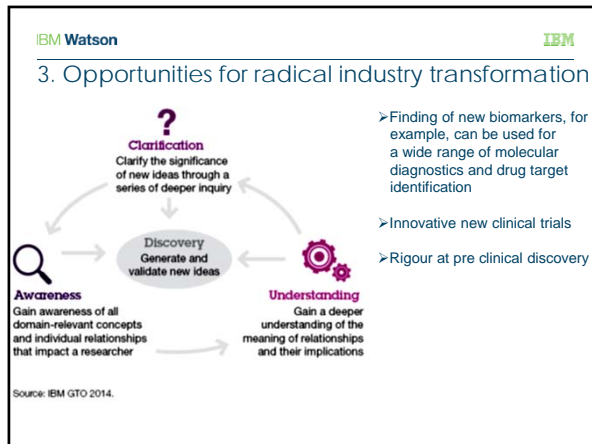 IBM Watson
IBM
3. Opportunities for radical industry transformation
?
Clarification
Clarify the significance
of new ideas through a
series of deeper inquiry
Discovery
Generate and
validate new ideas
Awareness
Gain awareness of all
domain-relevant concepts
and individual relationships
that impact a researcher
Understanding
Gain a deeper
understanding of the
meaning of relationships
and their implications
Source: IBM GTO 2014.
➢Finding of new biomarkers, for
example, can be used for
a wide range of molecular
diagnostics and drug target
identification
➢Innovative new clinical trials
➢Rigour at pre clinical discovery